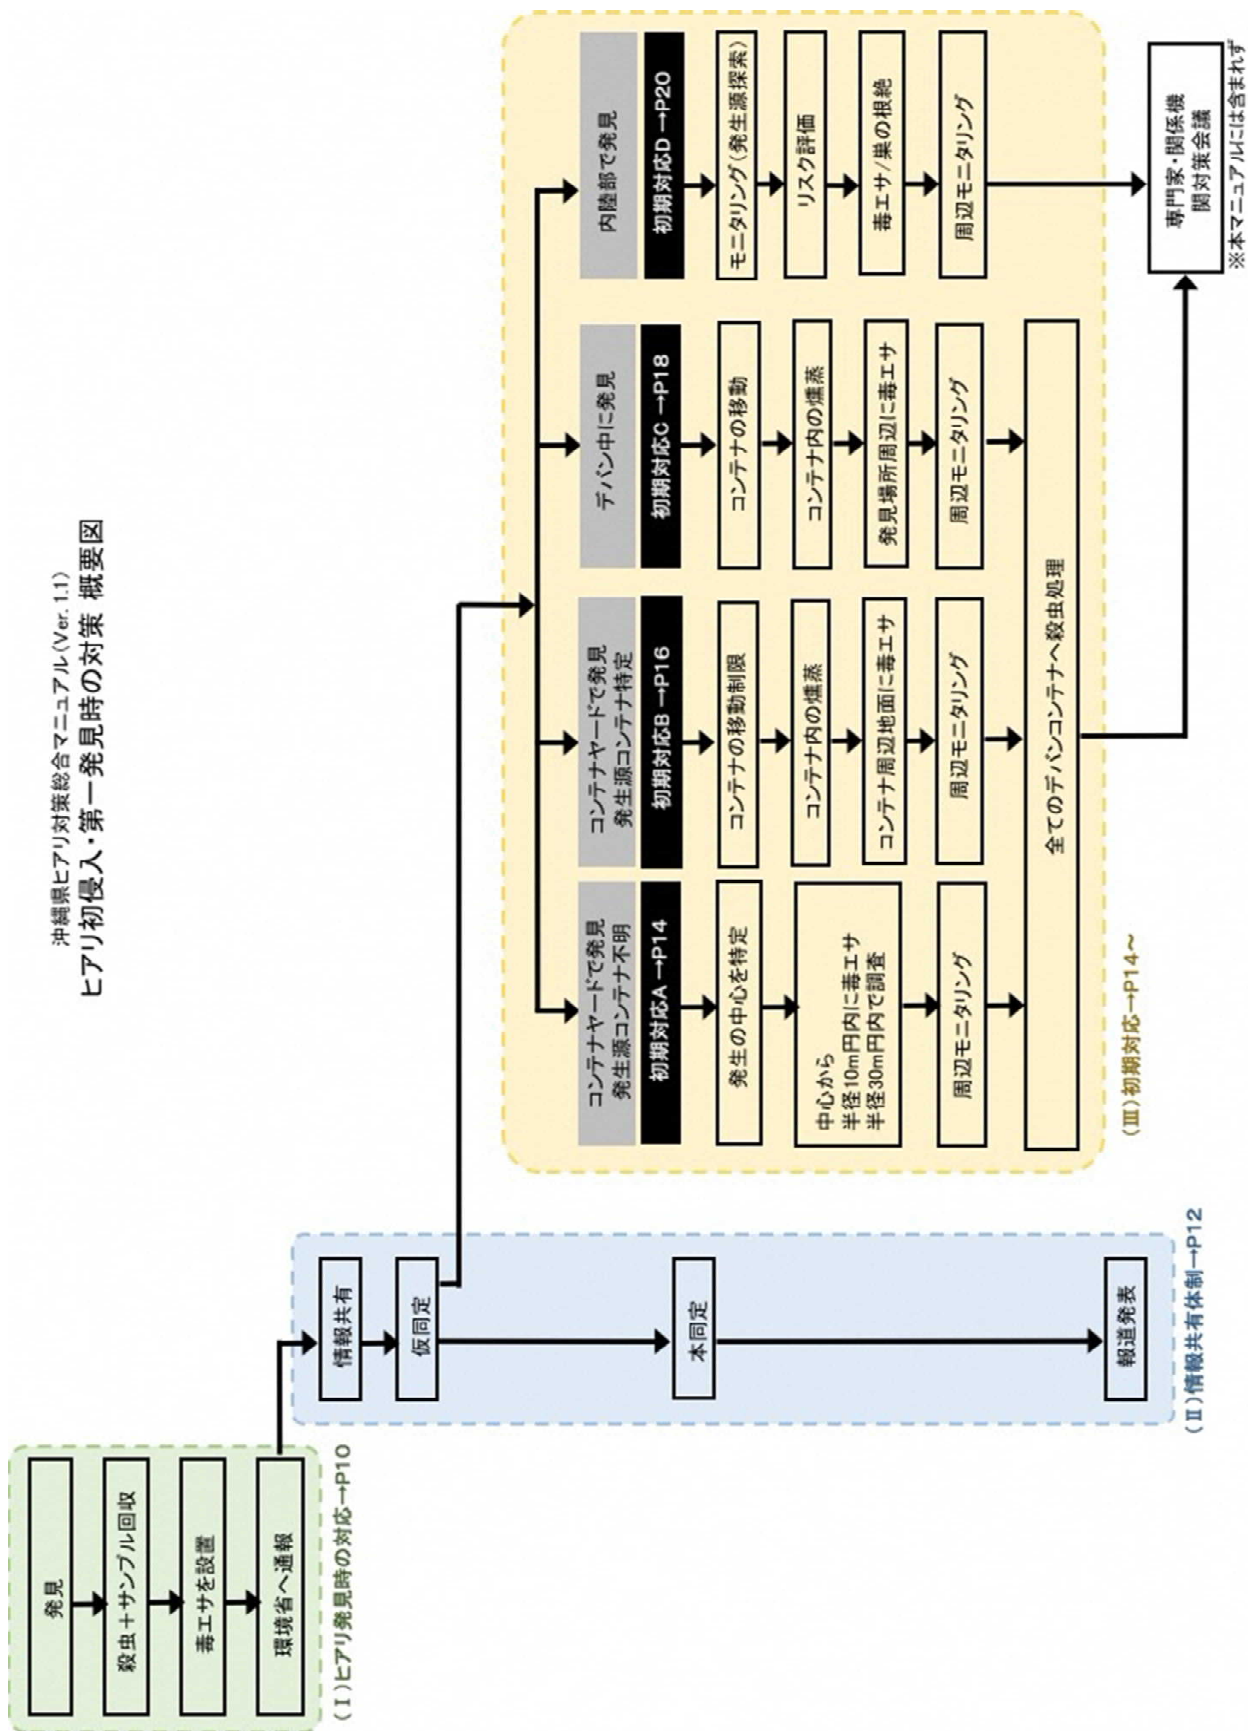 沖縄県ヒアリ対策総合マニュアル(Ver. 1.1)
ヒアリ初侵入・第一発見時の対策 概要図
発見
殺虫＋サンプル回収
毒エサを設置
環境省へ通報
(Ⅰ)ヒアリ発見時の対応→P10
情報共有
仮同定
本同定
報道発表
(Ⅱ)情報共有体制→P12
コンテナヤードで発見
発生源コンテナ不明
初期対応A →P14
発生の中心を特定
中心から
半径10m円内に毒エサ
半径30m円内で調査
周辺モニタリング
コンテナヤードで発見
発生源コンテナ特定
初期対応B →P16
コンテナの移動制限
コンテナ内の燻蒸
コンテナ周辺地面に毒エサ
周辺モニタリング
デバン中に発見
初期対応C →P18
コンテナの移動
コンテナ内の燻蒸
発見場所周辺に毒エサ
周辺モニタリング
内陸部で発見
初期対応D →P20
モニタリング(発生源探索)
リスク評価
毒エサ/巣の根絶
周辺モニタリング
全てのデバンコンテナへ殺虫処理
(Ⅲ)初期対応→P14～
専門家・関係機
関対策会議
※本マニュアルには含まれず